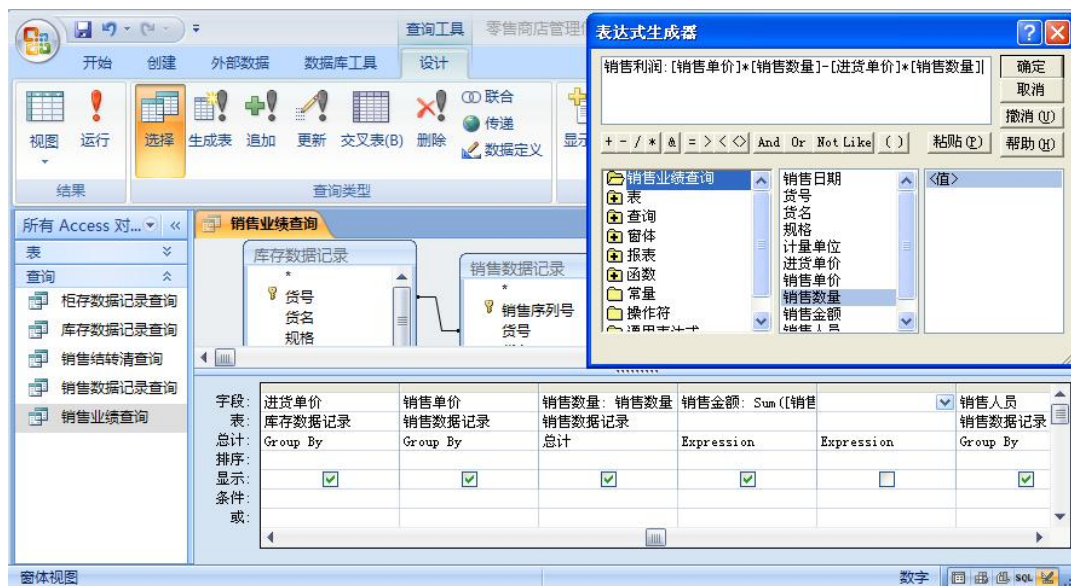 查询工具
零售商店管理
开始
创建
外部数据
数据库工具
设计
视图
运行
选择
生成表
追加
更新
交叉表(B)
删除
联合
传递
数据定义
结果
查询类型
表达式生成器
销售利润:[销售单价]*[销售数量]-[进货单价]*[销售数量]
确定
取消
撤消(U)
+ - / * & = > < <> And Or Not Like ( )
粘贴(P)
帮助(H)
销售业绩查询
表
查询
窗体
报表
函数
常量
操作符
通用表达式
销售日期
货号
货名
规格
计量单位
进货单价
销售单价
销售数量
销售金额
销售人员
<值>
所有 Access 对... «
表
查询
柜存数据记录查询
库存数据记录查询
销售结转清查询
销售数据记录查询
销售业绩查询
销售业绩查询
库存数据记录
*
货号
货名
规格
销售数据记录
*
销售序列号
货号
字段: 进货单价 销售单价 销售数量: 销售数量 销售金额: Sum([销售 销售人员
表: 库存数据记录 销售数据记录 销售数据记录 销售数据记录
总计: Group By Group By 总计 Expression Expression Group By
排序:
显示:
条件:
或:
窗体视图
数字
SQL